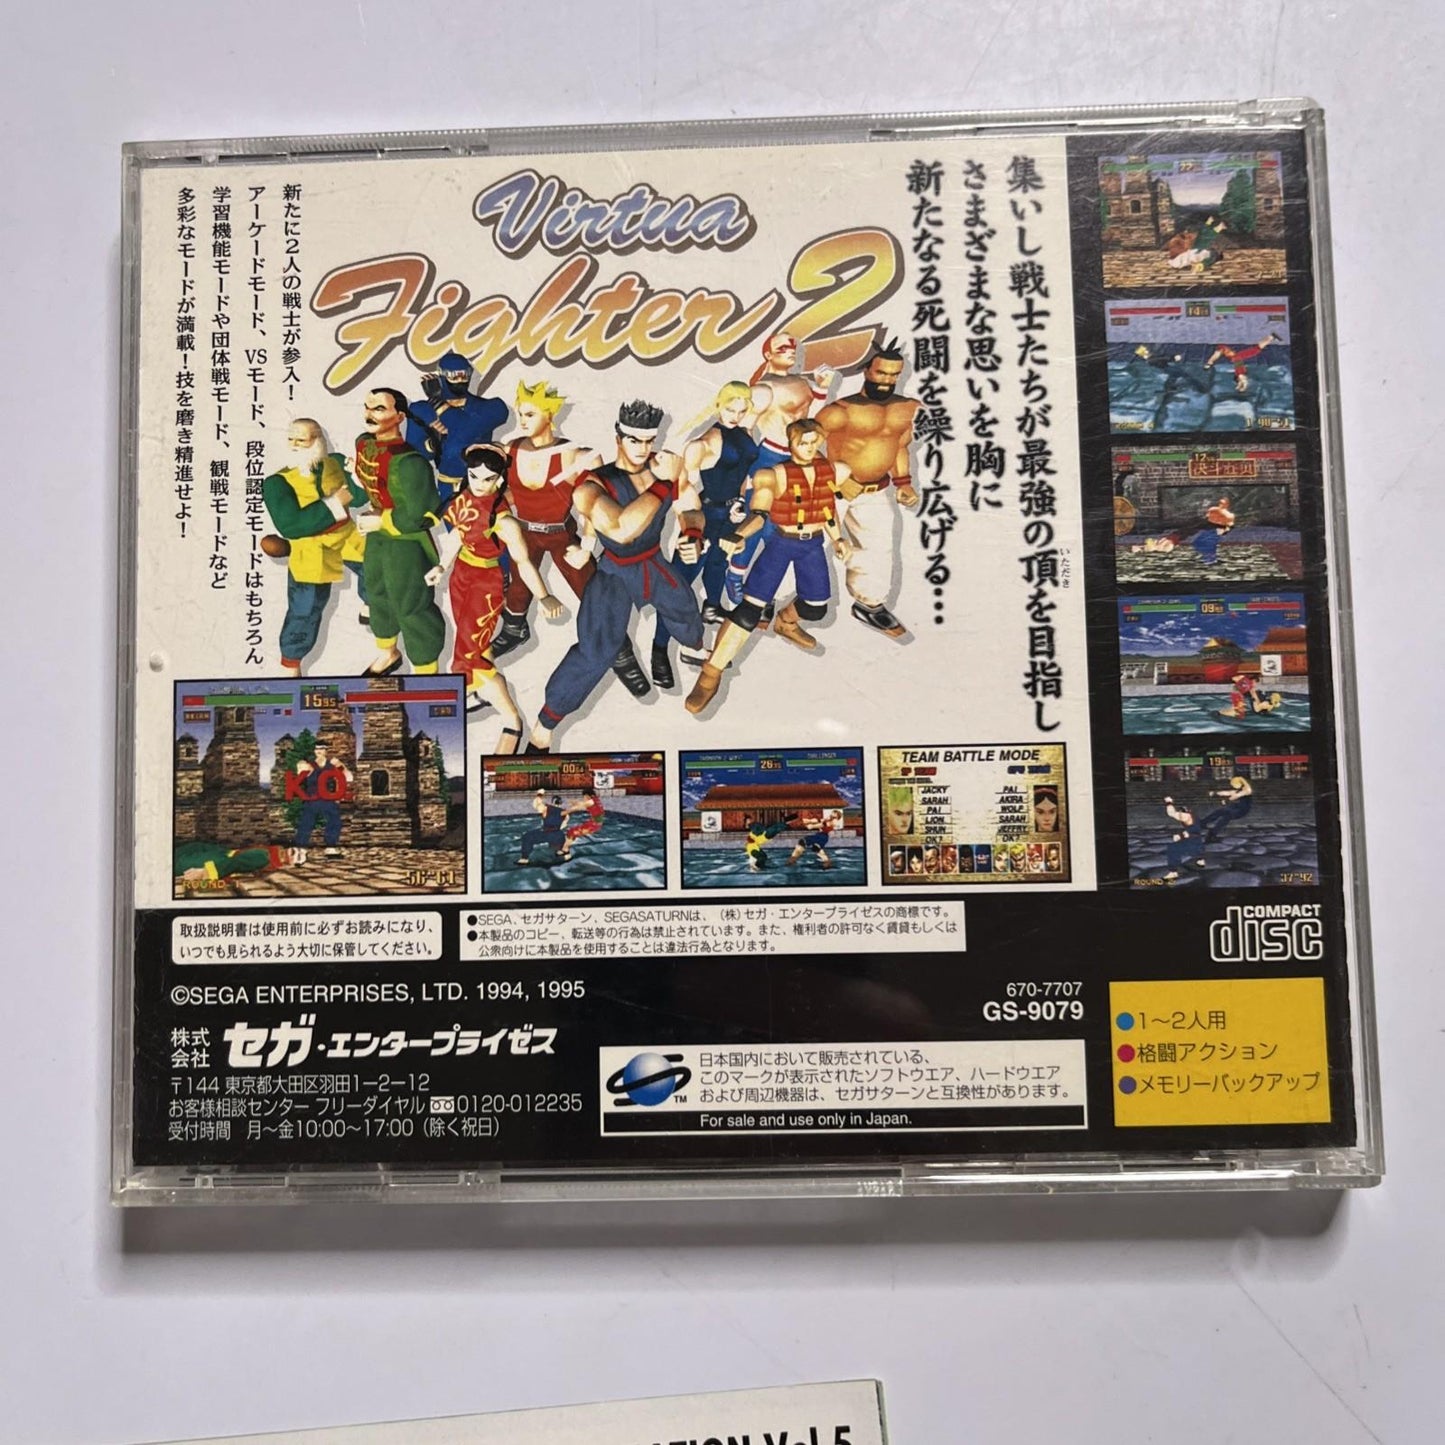 集いし戦士たちが最強の頂を目指し
いただき
さまざまな思いを胸に
新たなる死闘を繰り広げる…
Virtua
Fighter 2
新たに2人の戦士が参入！
アーケードモード、VSモード、段位認定モードはもちろん
学習機能モードや団体戦モード、観戦モードなど
多彩なモードが満載！技を磨き精進せよ！
K.O.
ROUND 1
TEAM BATTLE MODE
JACKY
SARAH
PAI
LION
SHUN
OK?
PAI
AKIRA
WOLF
SARAH
JEFFRY
OK?
取扱説明書は使用前に必ずお読みになり、
いつでも見られるよう大切に保管してください。
●SEGA、セガサターン、SEGASATURNは、（株）セガ・エンタープライゼスの商標です。
●本製品のコピー、転送等の行為は禁止されています。また、権利者の許可なく賃貸もしくは
公衆向けに本製品を使用することは違法行為となります。
COMPACT
disc
©SEGA ENTERPRISES, LTD. 1994, 1995
670-7707
GS-9079
株式
会社
セガ・エンタープライゼス
〒144 東京都大田区羽田1−2−12
お客様相談センター フリーダイヤル 0120-012235
受付時間 月〜金10:00〜17:00（除く祝日）
日本国内において販売されている、
このマークが表示されたソフトウエア、ハードウエア
および周辺機器は、セガサターンと互換性があります。
TM
For sale and use only in Japan.
●1〜2人用
●格闘アクション
●メモリーバックアップ
Vol.5